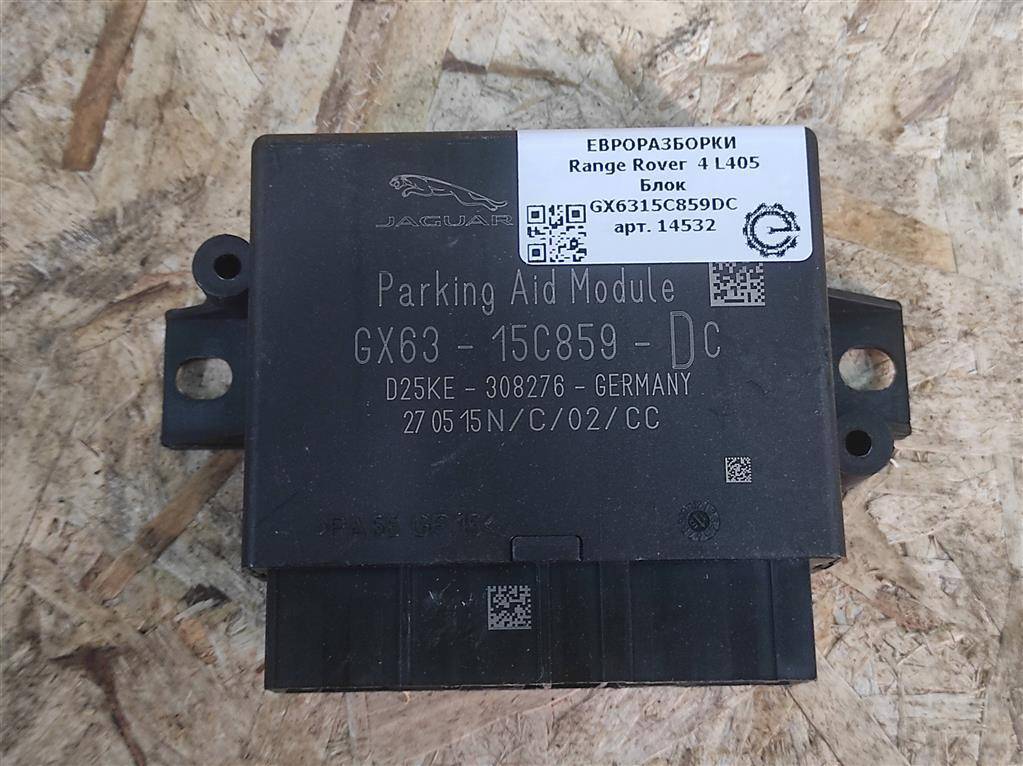 ЕВРОРАЗБОРКИ
Range Rover 4 L405
Блок
GX6315C859DC
арт. 14532
JAGUAR
Parking Aid Module
GX63 - 15C859 - DC
D25KE - 308276 - GERMANY
27 05 15 N/C/02/CC